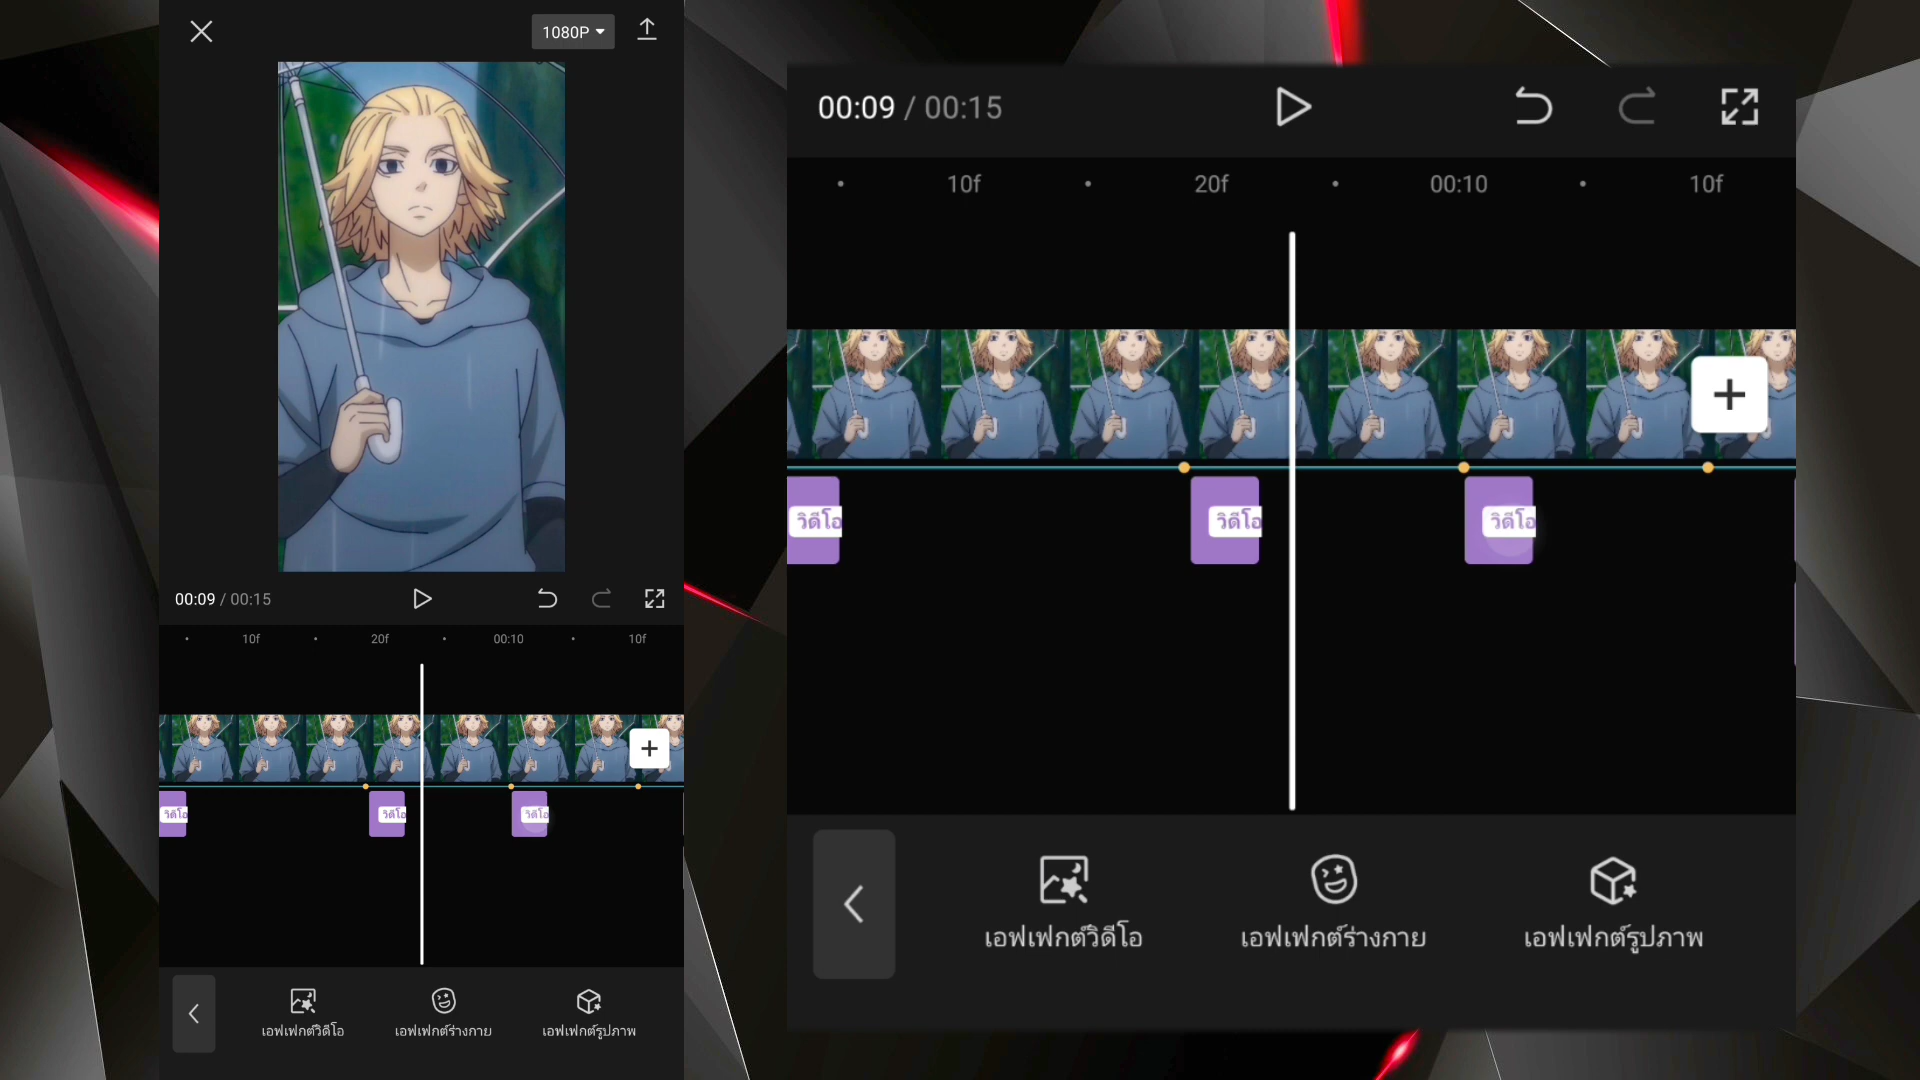 1080P
00:09 / 00:15
10f 20f 00:10 10f
วิดีโอ วิดีโอ วิดีโอ
เอฟเฟกต์วิดีโอ เอฟเฟกต์ร่างกาย เอฟเฟกต์รูปภาพ
00:09 / 00:15
10f 20f 00:10 10f
วิดีโอ วิดีโอ วิดีโอ
เอฟเฟกต์วิดีโอ เอฟเฟกต์ร่างกาย เอฟเฟกต์รูปภาพ